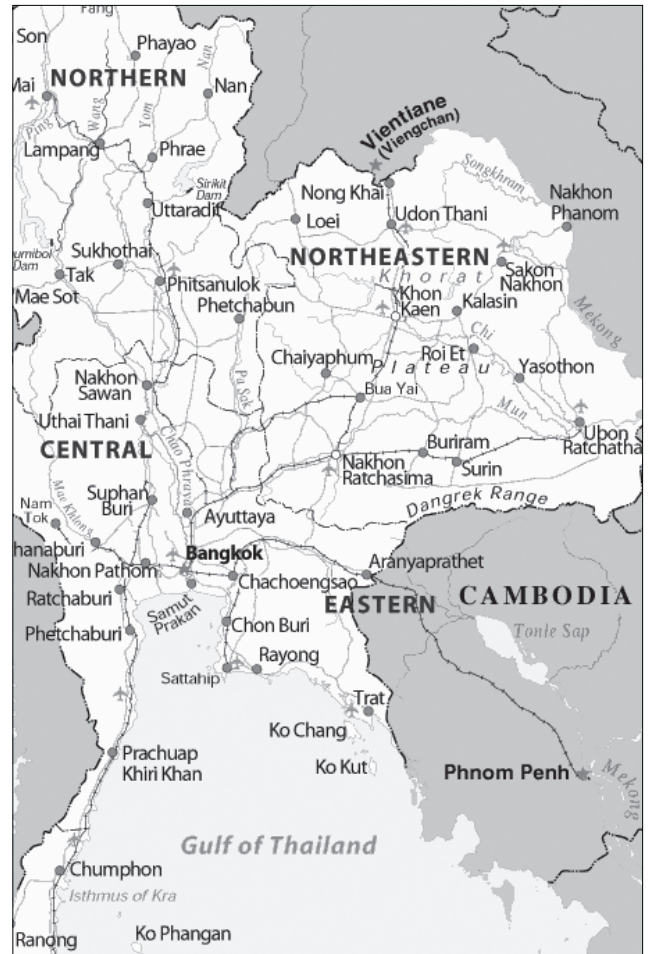 Fang
Son
Phayao
Mai
NORTHERN
Nan
Nan
Ping
Wang
Yom
Lampang
Phrae
Vientiane
(Viengchan)
Songkhram
Sirikit
Dam
Nong Khai
Nakhon
Phanom
Uttaradit
Loei
Udon Thani
umibol
Dam
Sukhothai
NORTHEASTERN
Tak
Phitsanulok
Khorat
Sakon
Nakhon
Mae Sot
Phetchabun
Khon
Kaen
Kalasin
Mekong
Chi
Chaiyaphum
Roi Et
Plateau
Yasothon
Nakhon
Sawan
Pa Sak
Bua Yai
Mun
Uthai Thani
CENTRAL
Chao Phraya
Buriram
Ubon
Ratchatha
Nakhon
Ratchasima
Surin
Mae Khlong
Suphan
Buri
Dangrek Range
Nam
Tok
Ayuttaya
hanaburi
Bangkok
Aranyaprathet
Nakhon Pathom
Chachoengsao
Ratchaburi
EASTERN
CAMBODIA
Samut
Prakan
Chon Buri
Tonle Sap
Phetchaburi
Rayong
Sattahip
Trat
Ko Chang
Prachuap
Khiri Khan
Ko Kut
Phnom Penh
Mekong
Gulf of Thailand
Chumphon
Isthmus of Kra
Ranong
Ko Phangan